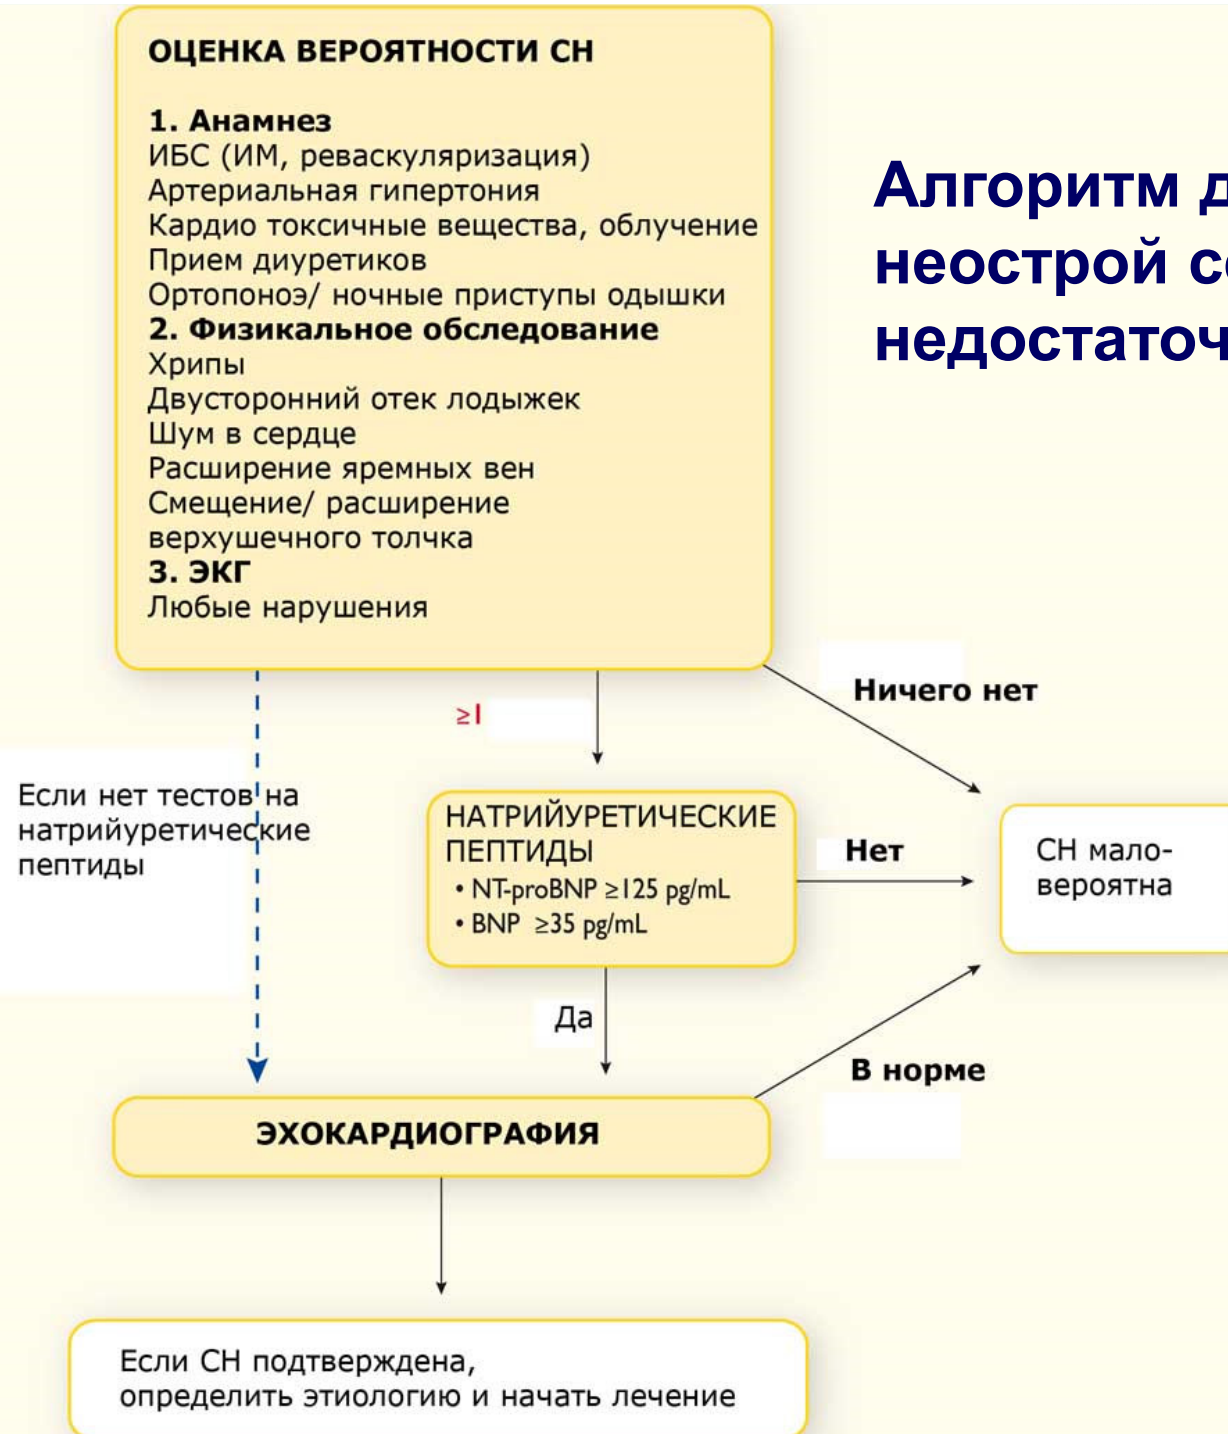 ОЦЕНКА ВЕРОЯТНОСТИ СН
1. Анамнез
ИБС (ИМ, реваскуляризация)
Артериальная гипертония
Кардио токсичные вещества, облучение
Прием диуретиков
Ортопоноэ/ ночные приступы одышки
2. Физикальное обследование
Хрипы
Двусторонний отек лодыжек
Шум в сердце
Расширение яремных вен
Смещение/ расширение
верхушечного толчка
3. ЭКГ
Любые нарушения
Алгоритм
неострой
≥1
Ничего нет
Если нет тестов на
натрийуретические
пептиды
НАТРИЙУРЕТИЧЕСКИЕ
ПЕПТИДЫ
• NT-proBNP ≥125 pg/mL
• BNP ≥35 pg/mL
Нет
СН мало-
вероятна
Да
В норме
ЭХОКАРДИОГРАФИЯ
Если СН подтверждена,
определить этиологию и начать лечение